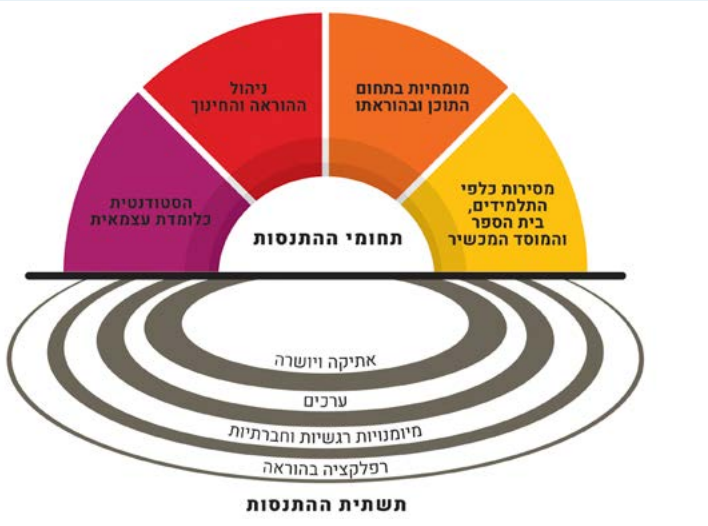 מומחיות בתחום
התוכן ובהוראתו
ניהול
ההוראה והחינוך
מסירות כלפי
התלמידים,
בית הספר
והמוסד המכשיר
הסטודנטית
כלומדת עצמאית
תחומי ההתנסות
אתיקה ויושרה
ערכים
מיומנויות רגשיות וחברתיות
רפלקציה בהוראה
תשתית ההתנסות